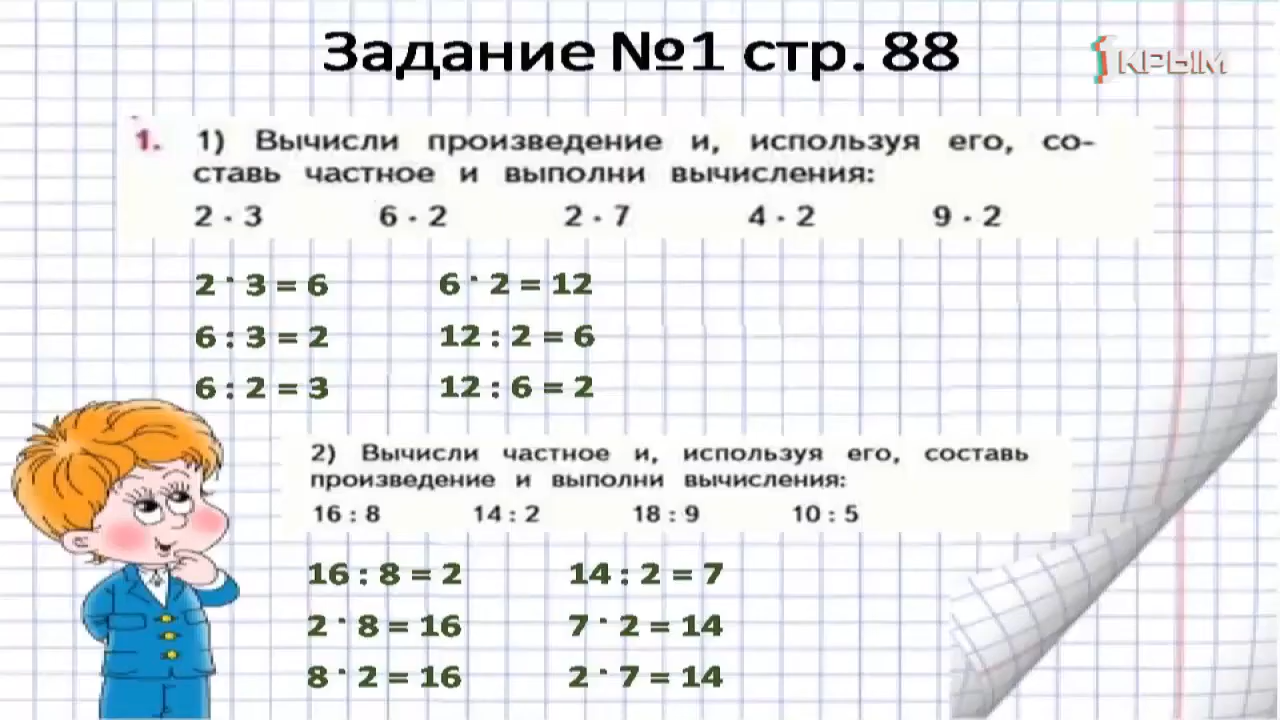 Задание №1 стр. 88
1КРЫМ
1. 1) Вычисли произведение и, используя его, со-
ставь частное и выполни вычисления:
2 · 3 6 · 2 2 · 7 4 · 2 9 · 2
2 · 3 = 6 6 · 2 = 12
6 : 3 = 2 12 : 2 = 6
6 : 2 = 3 12 : 6 = 2
2) Вычисли частное и, используя его, составь
произведение и выполни вычисления:
16 : 8 14 : 2 18 : 9 10 : 5
16 : 8 = 2 14 : 2 = 7
2 · 8 = 16 7 · 2 = 14
8 · 2 = 16 2 · 7 = 14